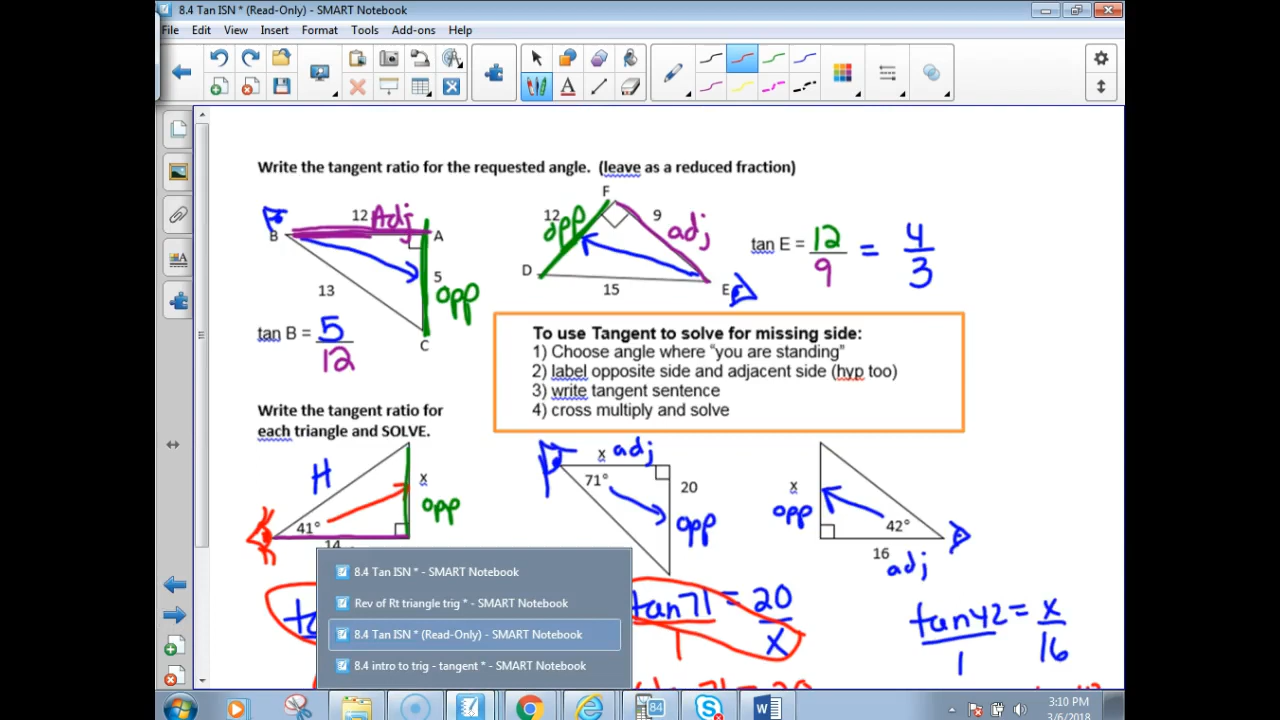 8.4 Tan ISN * (Read-Only) - SMART Notebook
File Edit View Insert Format Tools Add-ons Help
Write the tangent ratio for the requested angle. (leave as a reduced fraction)
12 Adj
B
A
5
opp
13
C
tan B = 5
12
F
12
opp
9
adj
D
15
E
tan E = 12 = 4
9 3
To use Tangent to solve for missing side:
1) Choose angle where “you are standing”
2) label opposite side and adjacent side (hyp too)
3) write tangent sentence
4) cross multiply and solve
Write the tangent ratio for
each triangle and SOLVE.
H
x
opp
41°
14
x adj
71°
20
opp
x
opp
42°
16
adj
tan 71 = 20
1 x
tan 42 = x
1 16
8.4 Tan ISN * - SMART Notebook
Rev of Rt triangle trig * - SMART Notebook
8.4 Tan ISN * (Read-Only) - SMART Notebook
8.4 intro to trig - tangent * - SMART Notebook
84
3:10 PM
3/6/2018